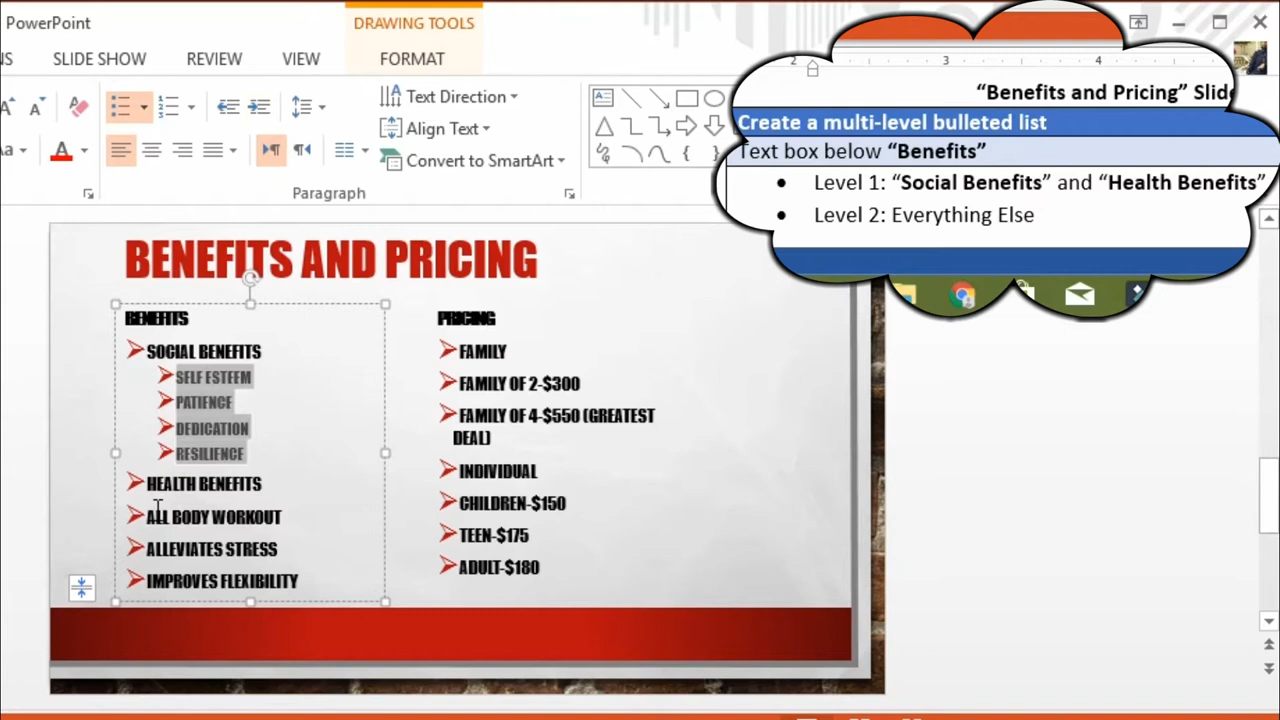 PowerPoint
DRAWING TOOLS
NS SLIDE SHOW REVIEW VIEW FORMAT
Text Direction
Align Text
Convert to SmartArt
Paragraph
2 3 4
“Benefits and Pricing” Slide
Create a multi-level bulleted list
Text box below “Benefits”
• Level 1: “Social Benefits” and “Health Benefits”
• Level 2: Everything Else
BENEFITS AND PRICING
BENEFITS
SOCIAL BENEFITS
SELF ESTEEM
PATIENCE
DEDICATION
RESILIENCE
HEALTH BENEFITS
ALL BODY WORKOUT
ALLEVIATES STRESS
IMPROVES FLEXIBILITY
PRICING
FAMILY
FAMILY OF 2-$300
FAMILY OF 4-$550 (GREATEST
DEAL)
INDIVIDUAL
CHILDREN-$150
TEEN-$175
ADULT-$180